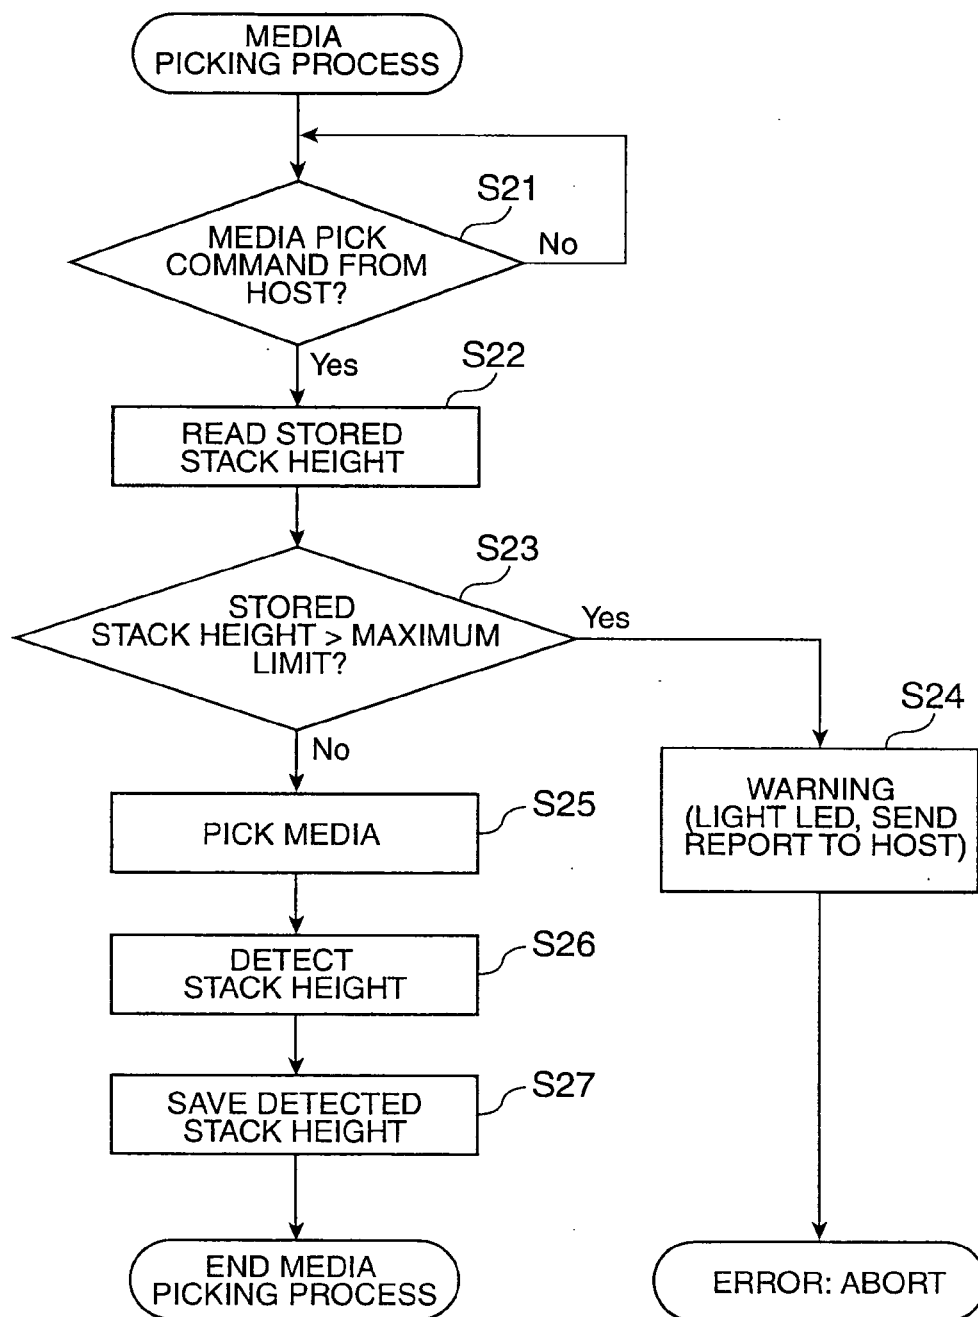 MEDIA
PICKING PROCESS
S21
MEDIA PICK
COMMAND FROM
HOST?
No
Yes
S22
READ STORED
STACK HEIGHT
S23
STORED
STACK HEIGHT > MAXIMUM
LIMIT?
Yes
No
S24
WARNING
(LIGHT LED, SEND
REPORT TO HOST)
S25
PICK MEDIA
S26
DETECT
STACK HEIGHT
S27
SAVE DETECTED
STACK HEIGHT
END MEDIA
PICKING PROCESS
ERROR: ABORT